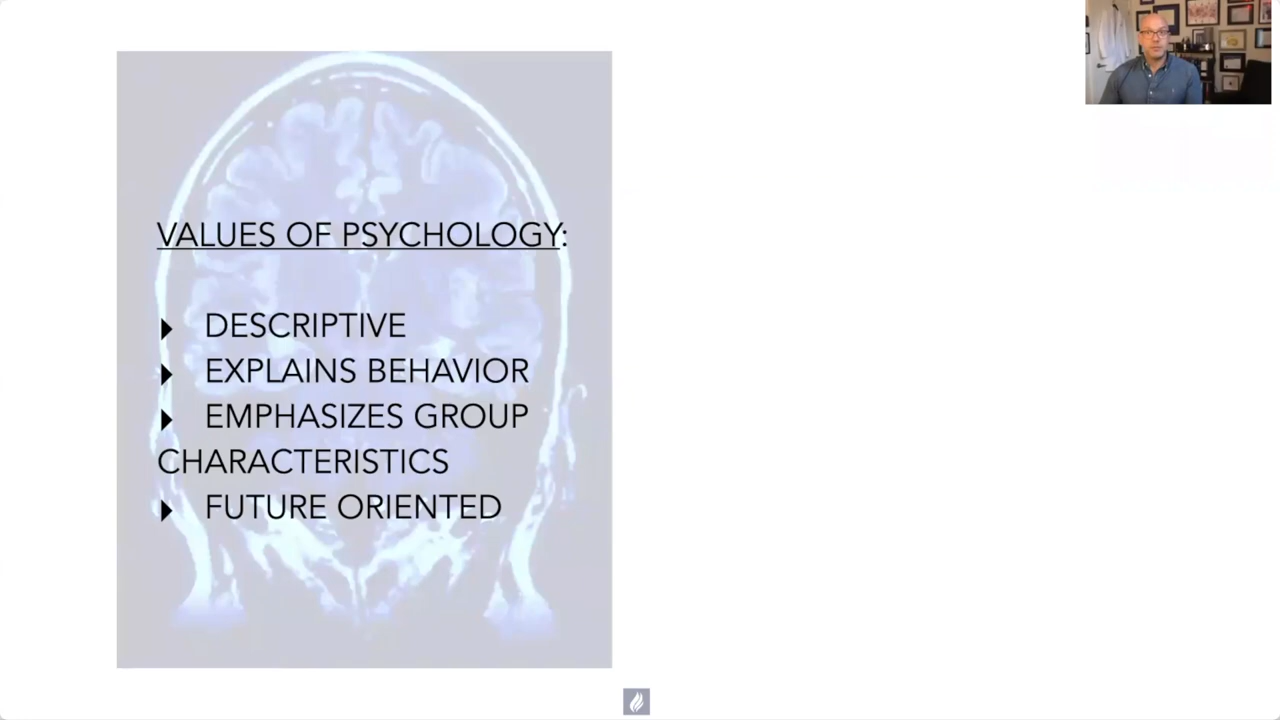 VALUES OF PSYCHOLOGY:
DESCRIPTIVE
EXPLAINS BEHAVIOR
EMPHASIZES GROUP
CHARACTERISTICS
FUTURE ORIENTED